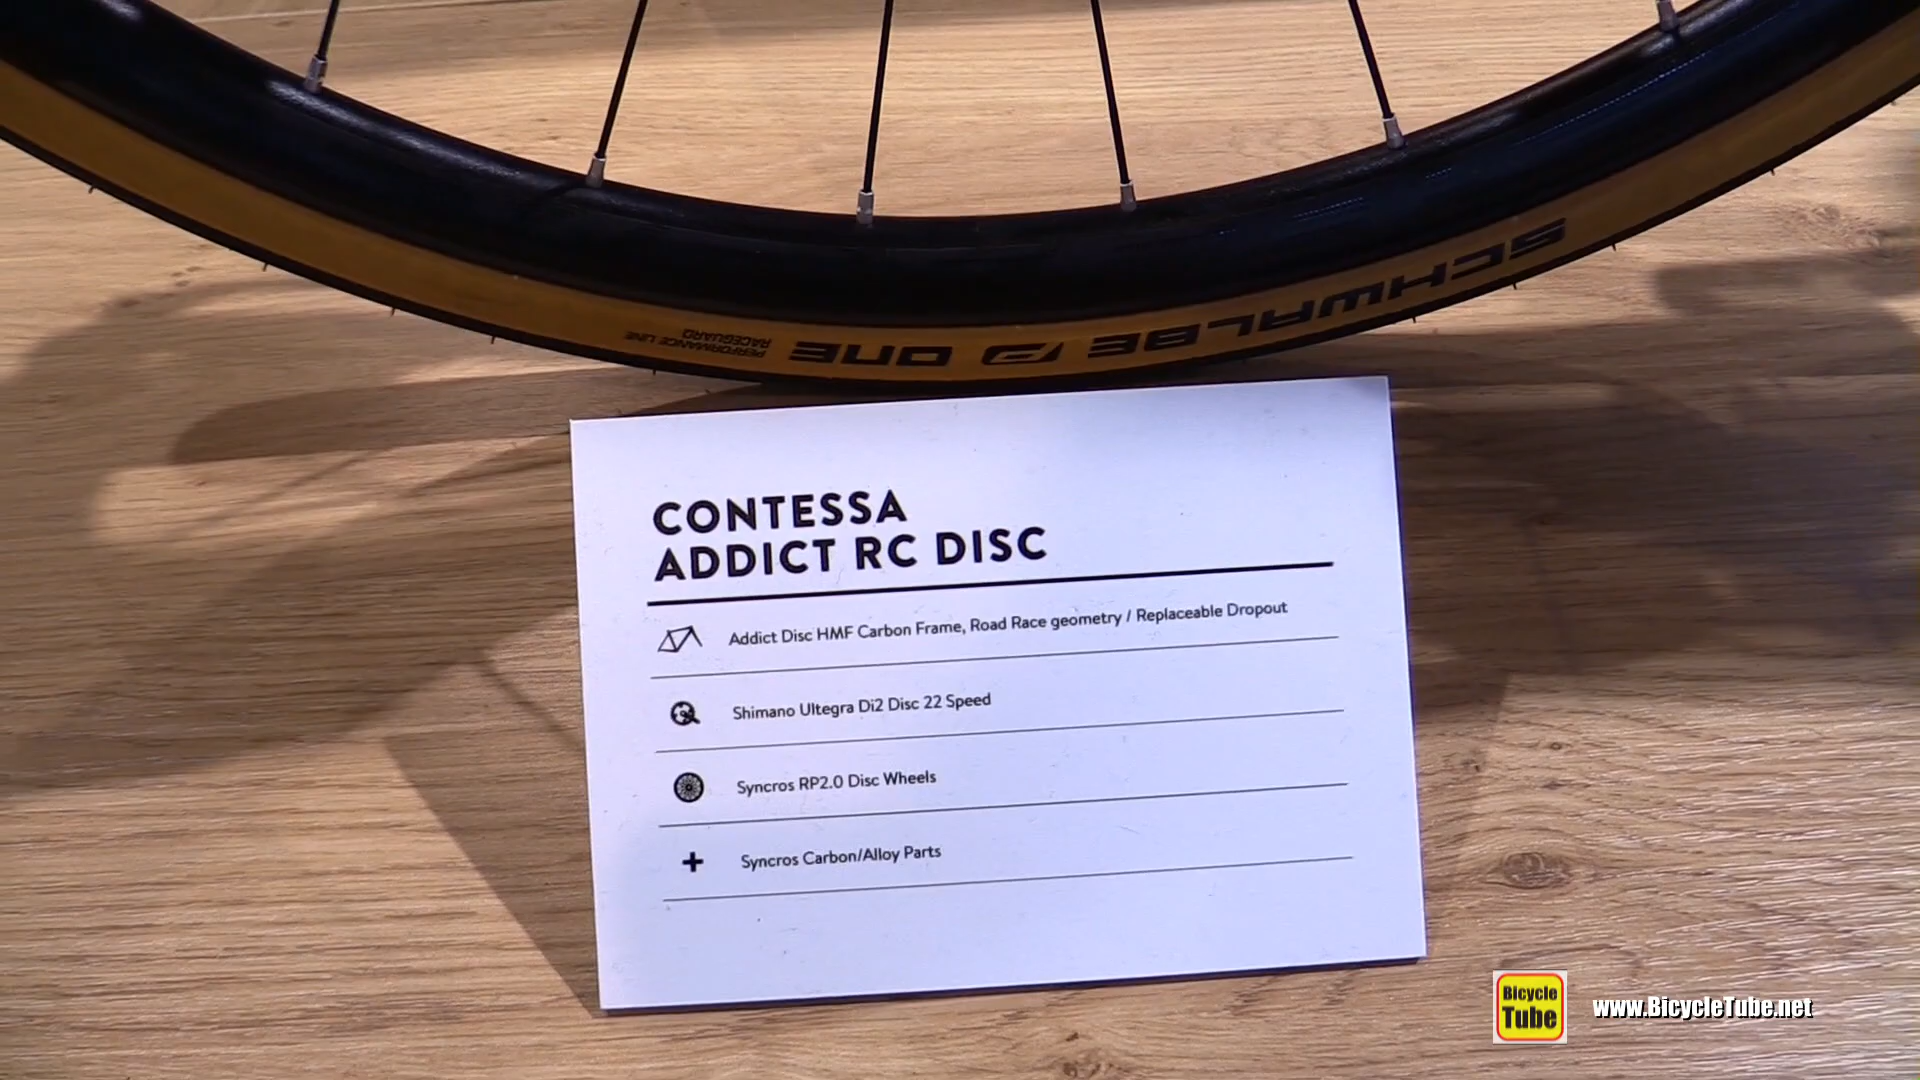 SCHWALBE ONE
PERFORMANCE LINE
RACEGUARD
CONTESSA
ADDICT RC DISC
Addict Disc HMF Carbon Frame, Road Race geometry / Replaceable Dropout
Shimano Ultegra Di2 Disc 22 Speed
Syncros RP2.0 Disc Wheels
Syncros Carbon/Alloy Parts
Bicycle
Tube
www.BicycleTube.net